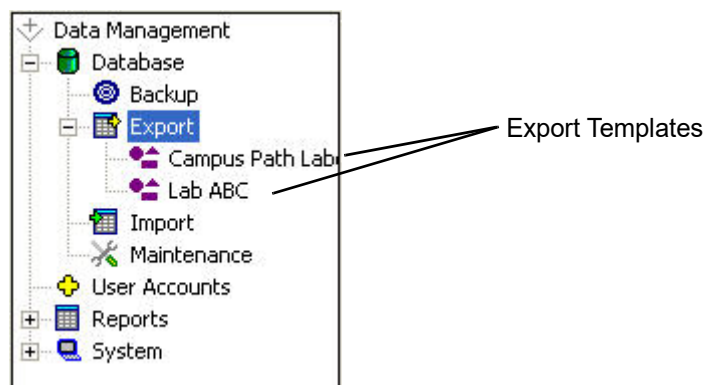 Data Management
Database
Backup
Export
Campus Path Lab
Lab ABC
Import
Maintenance
User Accounts
Reports
System
Export Templates